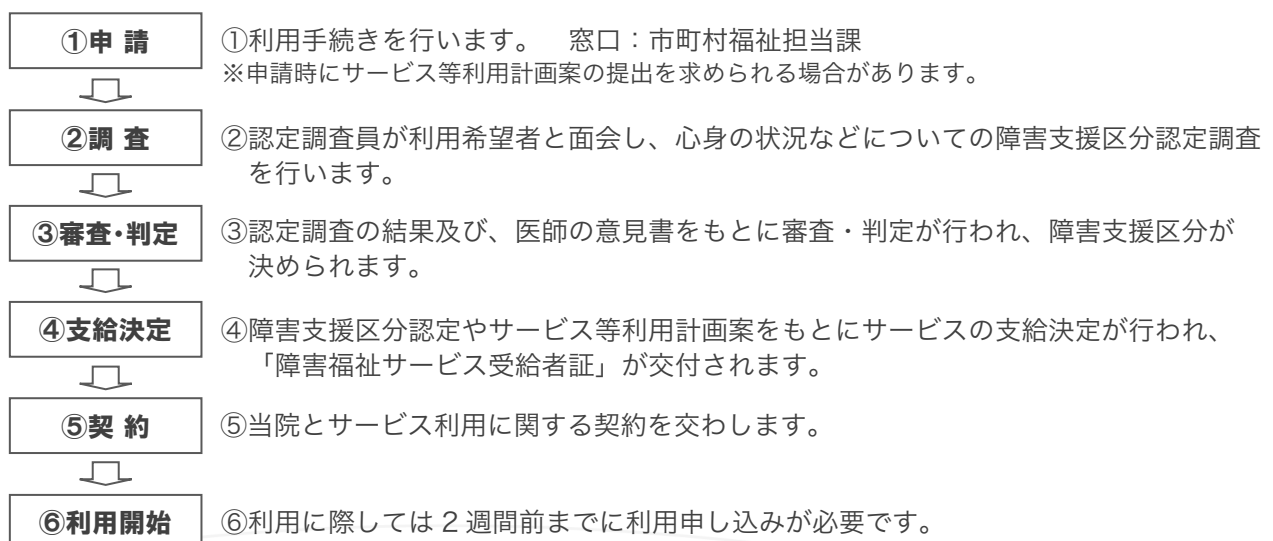 ①申 請
①利用手続きを行います。　窓口：市町村福祉担当課
※申請時にサービス等利用計画案の提出を求められる場合があります。
②調 査
②認定調査員が利用希望者と面会し、心身の状況などについての障害支援区分認定調査
を行います。
③審査・判定
③認定調査の結果及び、医師の意見書をもとに審査・判定が行われ、障害支援区分が
決められます。
④支給決定
④障害支援区分認定やサービス等利用計画案をもとにサービスの支給決定が行われ、
「障害福祉サービス受給者証」が交付されます。
⑤契 約
⑤当院とサービス利用に関する契約を交わします。
⑥利用開始
⑥利用に際しては 2 週間前までに利用申し込みが必要です。